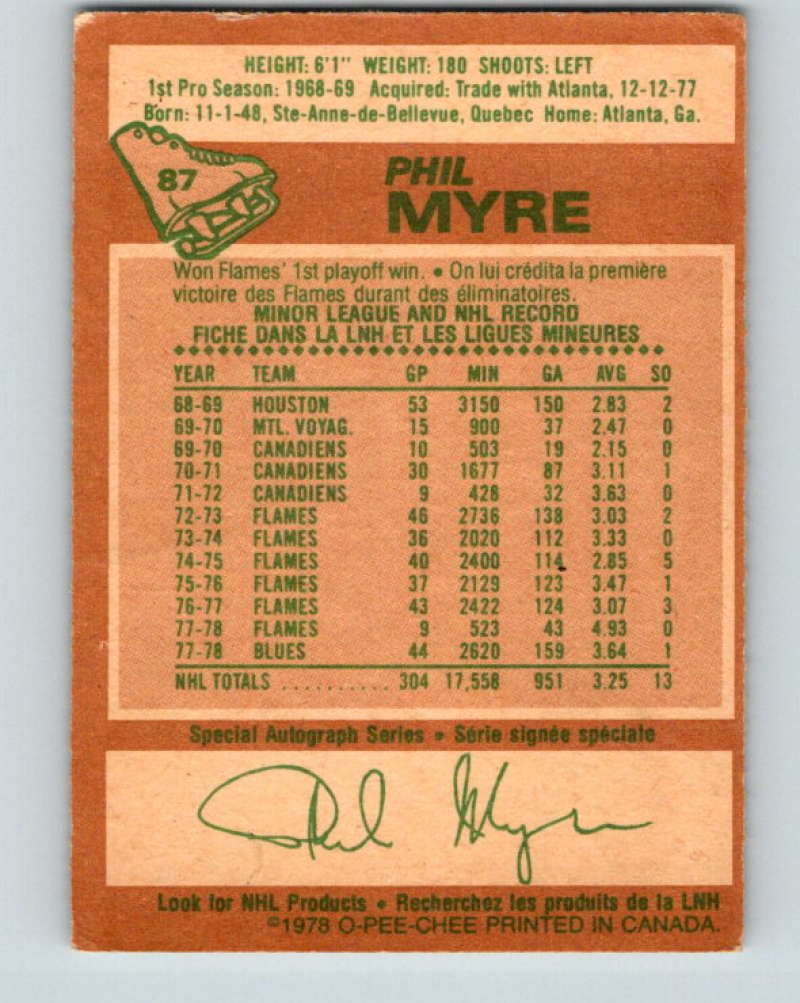 HEIGHT: 6'1" WEIGHT: 180 SHOOTS: LEFT
1st Pro Season: 1968-69 Acquired: Trade with Atlanta, 12-12-77
Born: 11-1-48, Ste-Anne-de-Bellevue, Quebec Home: Atlanta, Ga.
87
PHIL
MYRE
Won Flames' 1st playoff win. • On lui crédita la première
victoire des Flames durant des éliminatoires.
MINOR LEAGUE AND NHL RECORD
FICHE DANS LA LNH ET LES LIGUES MINEURES
YEAR TEAM GP MIN GA AVG SO
68-69 HOUSTON 53 3150 150 2.83 2
69-70 MTL. VOYAG. 15 900 37 2.47 0
69-70 CANADIENS 10 503 19 2.15 0
70-71 CANADIENS 30 1677 87 3.11 1
71-72 CANADIENS 9 428 32 3.63 0
72-73 FLAMES 46 2736 138 3.03 2
73-74 FLAMES 36 2020 112 3.33 0
74-75 FLAMES 40 2400 114 2.85 5
75-76 FLAMES 37 2129 123 3.47 1
76-77 FLAMES 43 2422 124 3.07 3
77-78 FLAMES 9 523 43 4.93 0
77-78 BLUES 44 2620 159 3.64 1
NHL TOTALS .......... 304 17,558 951 3.25 13
Special Autograph Series • Série signée spéciale
Phil Myre
Look for NHL Products • Recherchez les produits de la LNH
©1978 O-PEE-CHEE PRINTED IN CANADA.